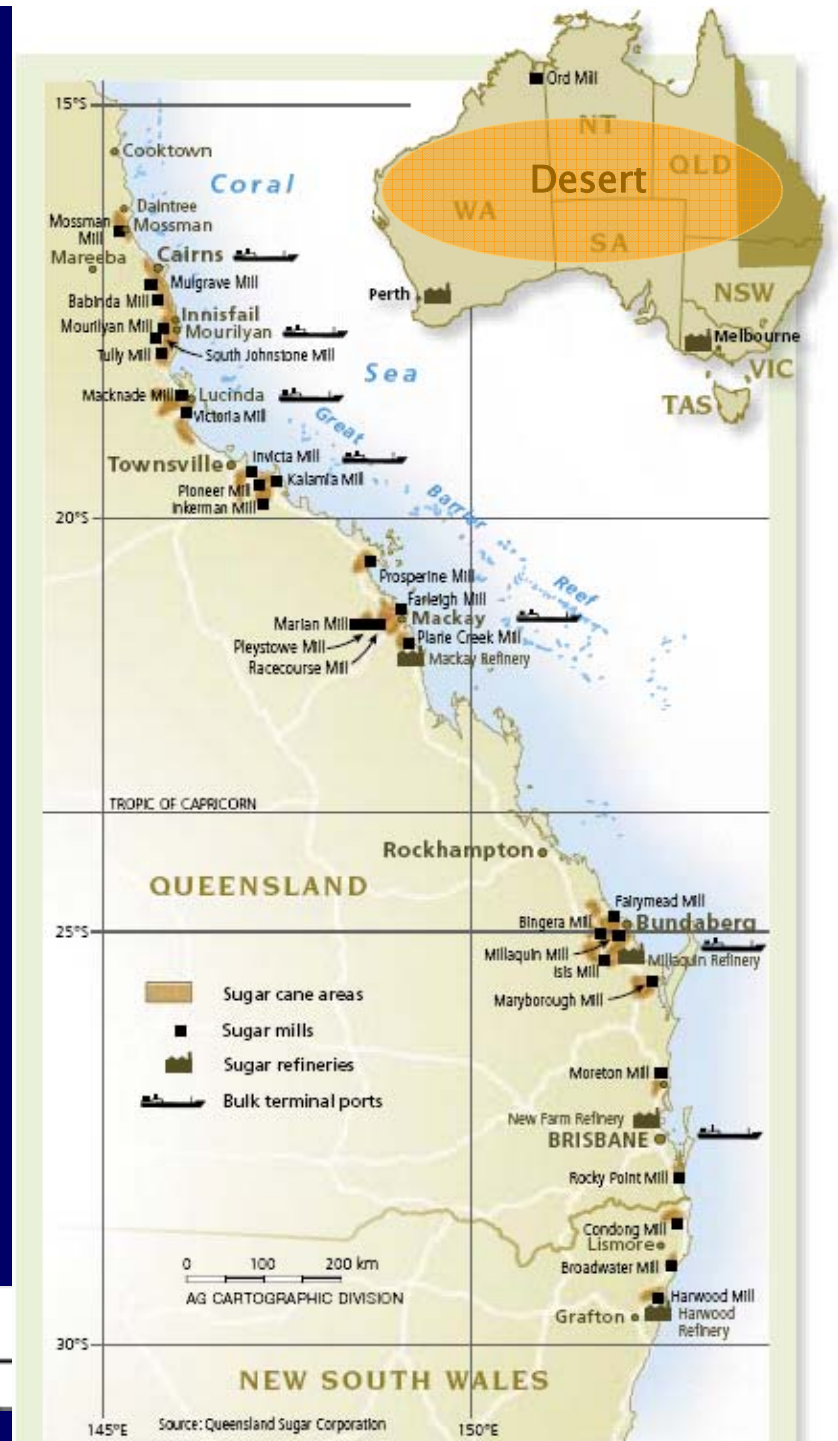 15°S
Ord Mill
NT
Cooktown
Coral
QLD
Desert
WA
Daintree
Mossman
Mill
Mossman
Mareeba
Cairns
SA
Mulgrave Mill
Perth
NSW
Babinda Mill
Innisfail
Mourilyan Mill
Mourilyan
Melbourne
South Johnstone Mill
Tully Mill
VIC
Sea
Macknade Mill
Lucinda
TAS
Victoria Mill
Great
Invicta Mill
Townsville
Kalamia Mill
Pioneer Mill
Barrier
Inkerman Mill
20°S
Prosperine Mill
Reef
Farleigh Mill
Marian Mill
Mackay
Plane Creek Mill
Pleystowe Mill
Mackay Refinery
Racecourse Mill
TROPIC OF CAPRICORN
Rockhampton
QUEENSLAND
Fairymead Mill
Bingera Mill
Bundaberg
25°S
Millaquin Mill
Millaquin Refinery
Isis Mill
Sugar cane areas
Maryborough Mill
Sugar mills
Sugar refineries
Moreton Mill
Bulk terminal ports
New Farm Refinery
BRISBANE
Rocky Point Mill
Condong Mill
Lismore
0 100 200 km
Broadwater Mill
AG CARTOGRAPHIC DIVISION
Harwood Mill
Grafton
Harwood
Refinery
30°S
NEW SOUTH WALES
145°E
Source: Queensland Sugar Corporation
150°E